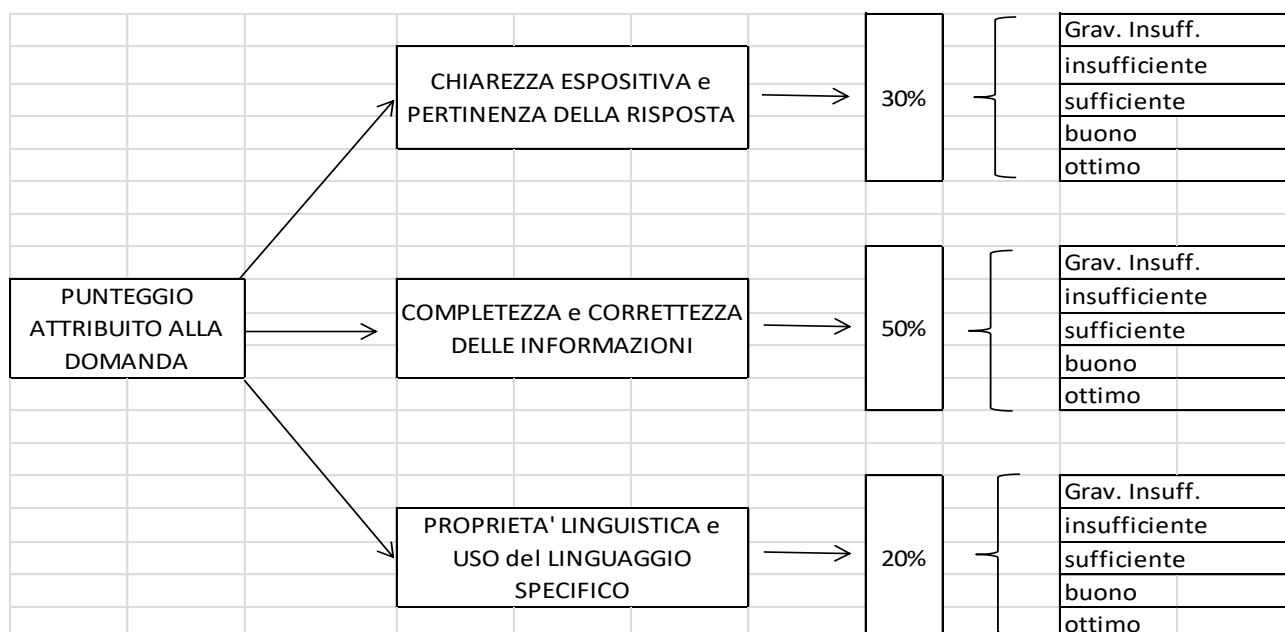 PUNTEGGIO
ATTRIBUITO ALLA
DOMANDA
CHIAREZZA ESPOSITIVA e
PERTINENZA DELLA RISPOSTA
30%
Grav. Insuff.
insufficiente
sufficiente
buono
ottimo
COMPLETEZZA e CORRETTEZZA
DELLE INFORMAZIONI
50%
Grav. Insuff.
insufficiente
sufficiente
buono
ottimo
PROPRIETA' LINGUISTICA e
USO del LINGUAGGIO
SPECIFICO
20%
Grav. Insuff.
insufficiente
sufficiente
buono
ottimo